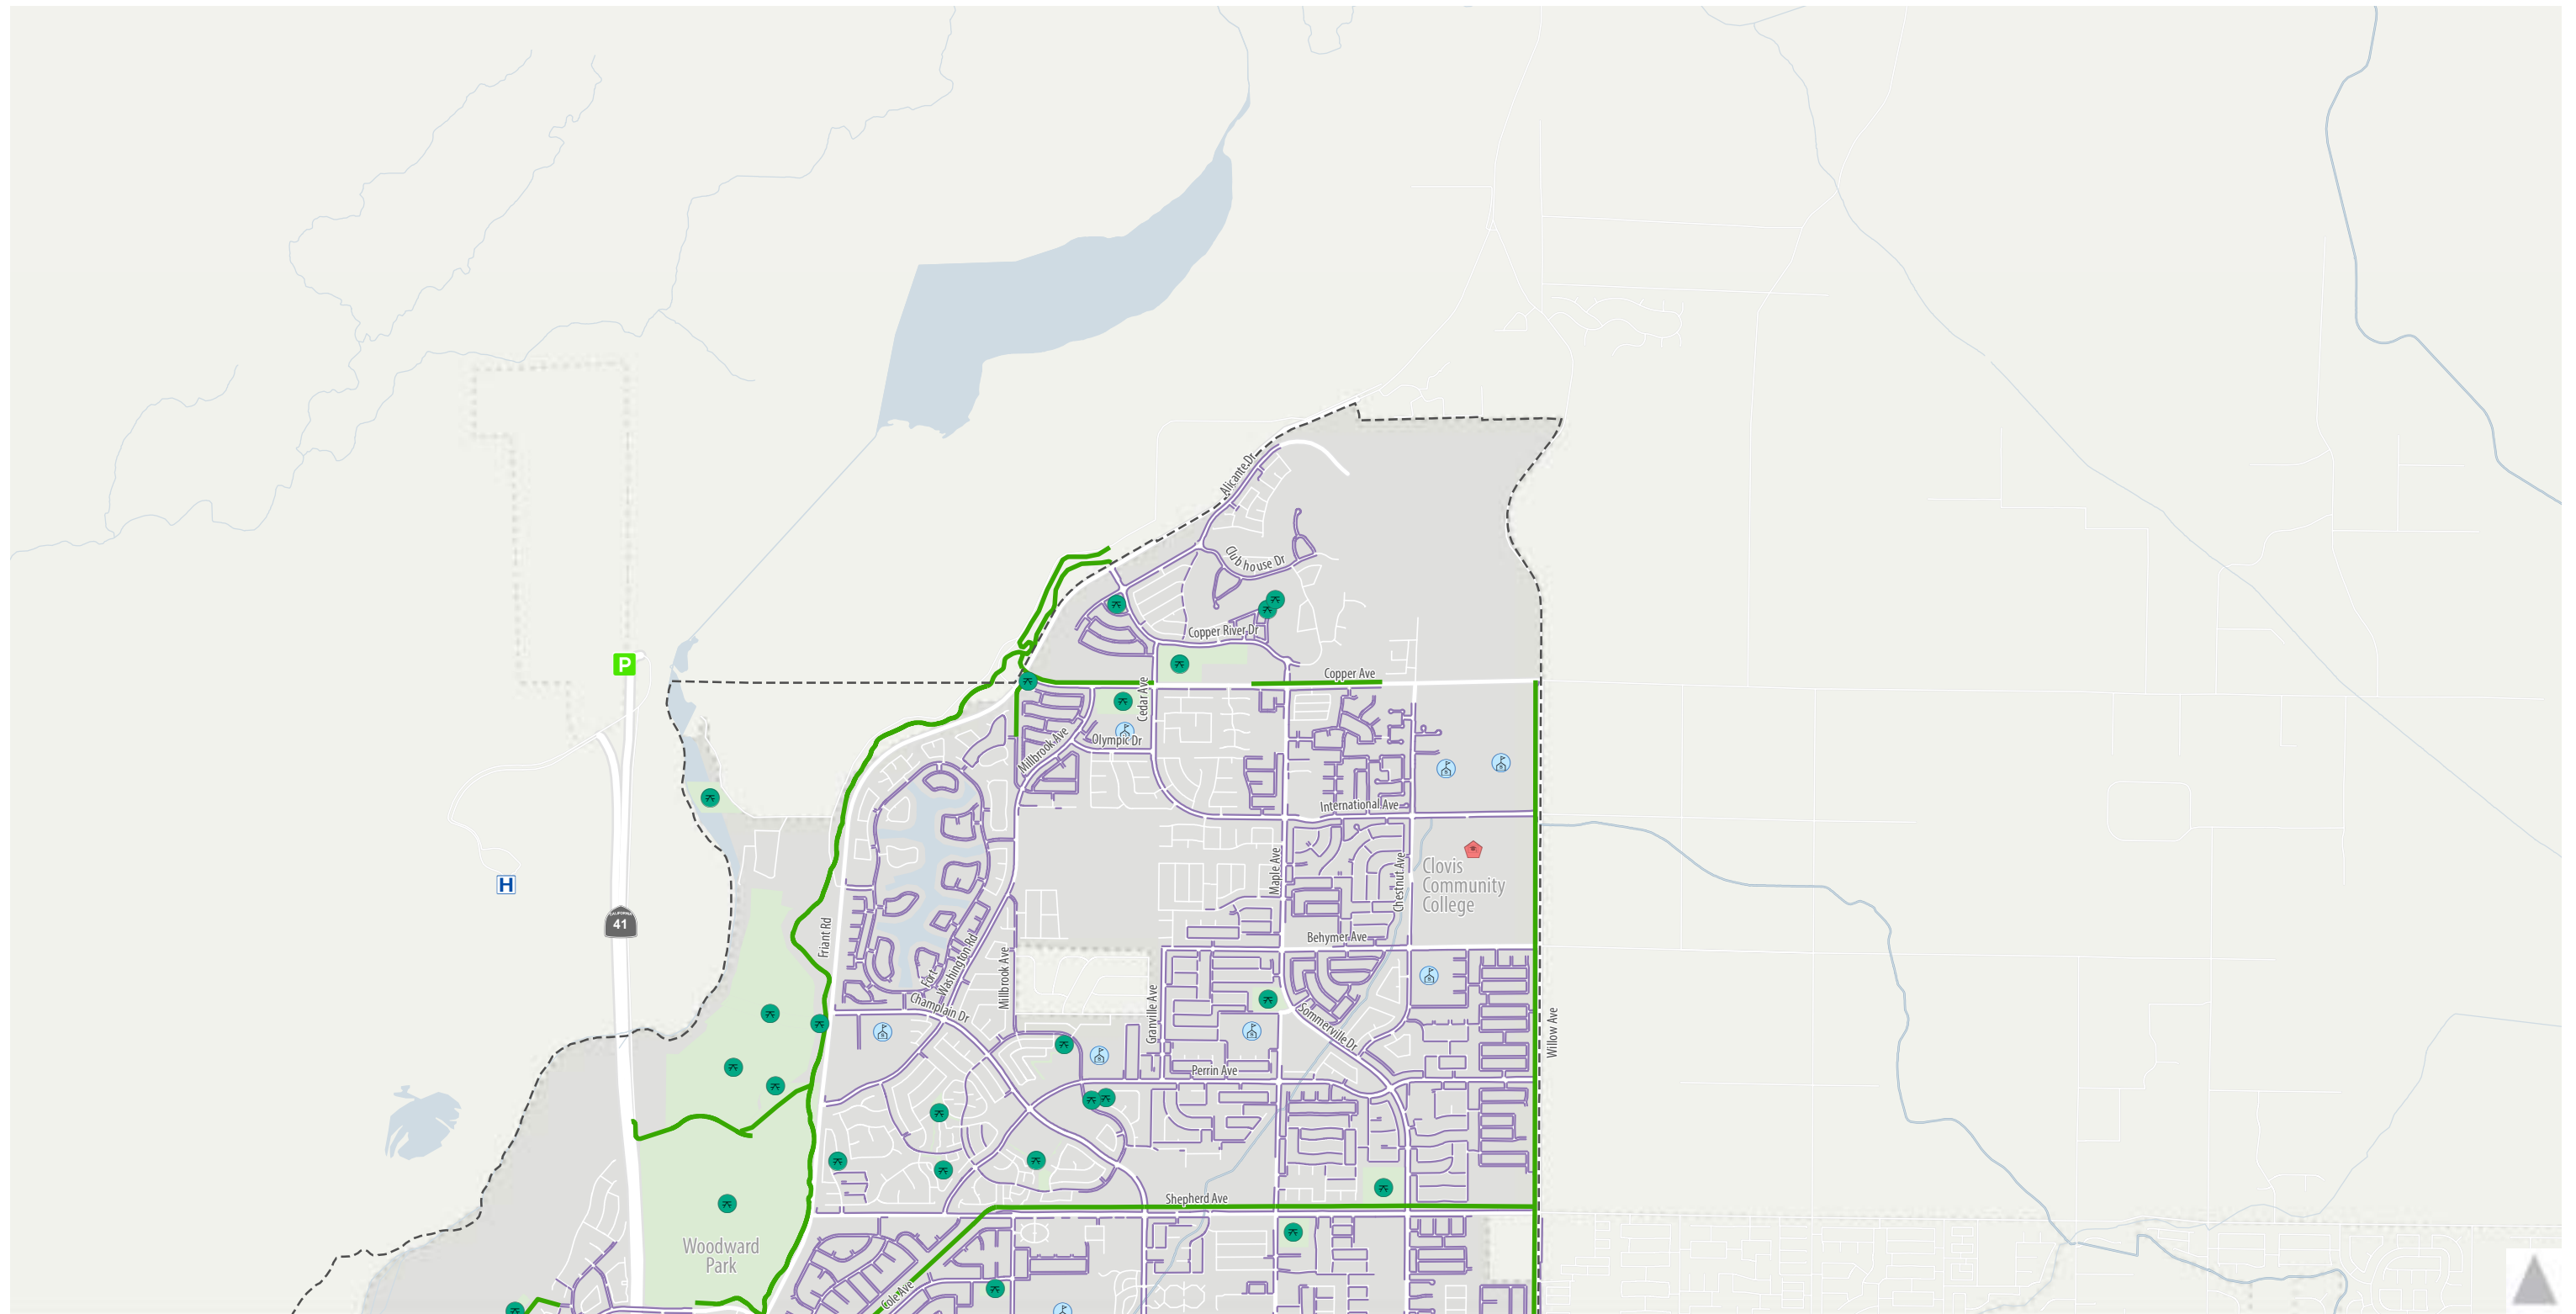 Alicante Dr
Club house Dr
Copper River Dr
P
Copper Ave
Cedar Ave
Olympic Dr
Millbrook Ave
International Ave
H
CALIFORNIA
41
Maple Ave
Chestnut Ave
Clovis
Community
College
Friant Rd
Fort
Washington Rd
Behymer Ave
Millbrook Ave
Champlain Dr
Granville Ave
Sommerville Dr
Willow Ave
Perrin Ave
Shepherd Ave
Woodward
Park
Cole Ave